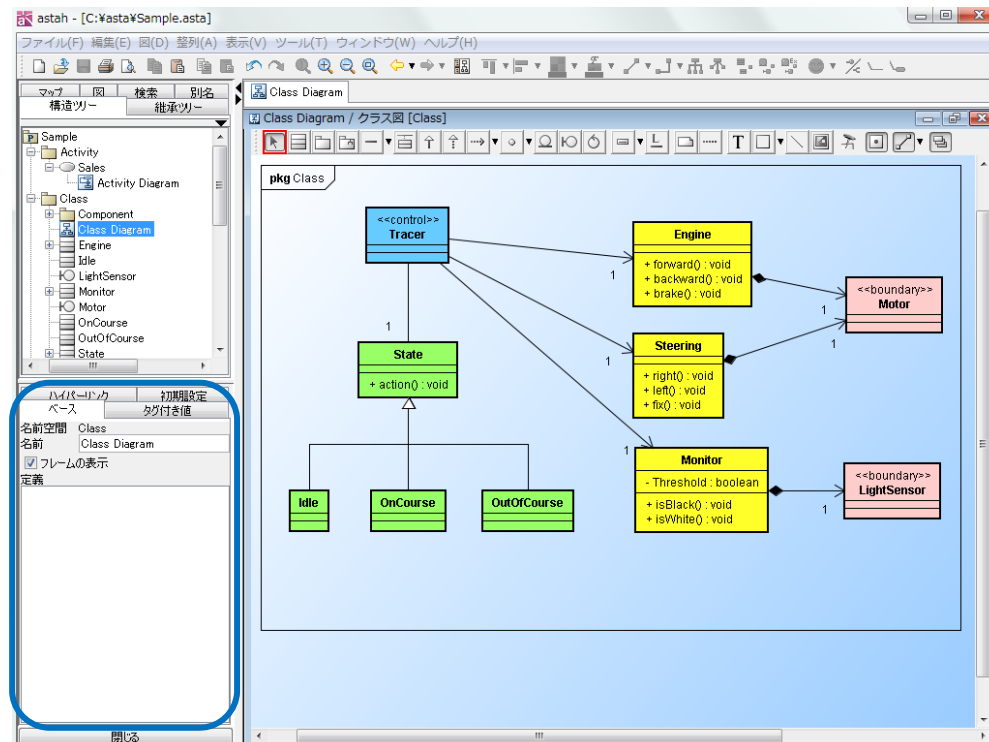 astah - [C:¥asta¥Sample.asta]
ファイル(F) 編集(E) 図(D) 整列(A) 表示(V) ツール(T) ウィンドウ(W) ヘルプ(H)
マップ 図 検索 別名
構造ツリー 継承ツリー
Sample
Activity
Sales
Activity Diagram
Class
Component
Class Diagram
Engine
Idle
LightSensor
Monitor
Motor
OnCourse
OutOfCourse
State
ハイパーリンク 初期設定
ベース タグ付き値
名前空間 Class
名前 Class Diagram
フレームの表示
定義
閉じる
Class Diagram
Class Diagram / クラス図 [Class]
T
pkg Class
<<control>>
Tracer
Engine
+ forward() : void
+ backward() : void
+ brake() : void
1
<<boundary>>
Motor
1
1
State
+ action() : void
1
Steering
+ right() : void
+ left() : void
+ fix() : void
1
1
Monitor
- Threshold : boolean
+ isBlack() : void
+ isWhite() : void
<<boundary>>
LightSensor
1
Idle
OnCourse
OutOfCourse